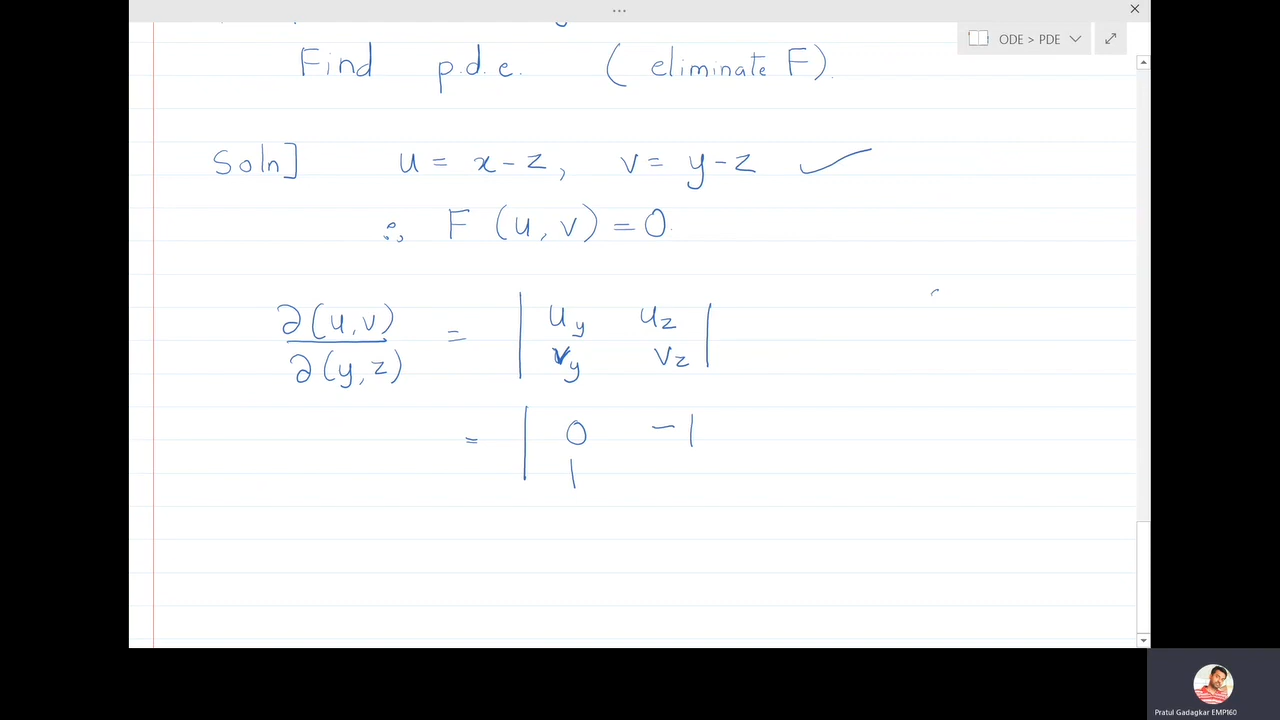 ODE > PDE
Find p.d.e. (eliminate F).
Soln] u = x - z, v = y - z ✓
∴ F (u, v) = 0
∂(u, v) / ∂(y, z) = | u_y u_z |
| v_y v_z |
= | 0 -1
1
Pratul Gadagkar EMP160